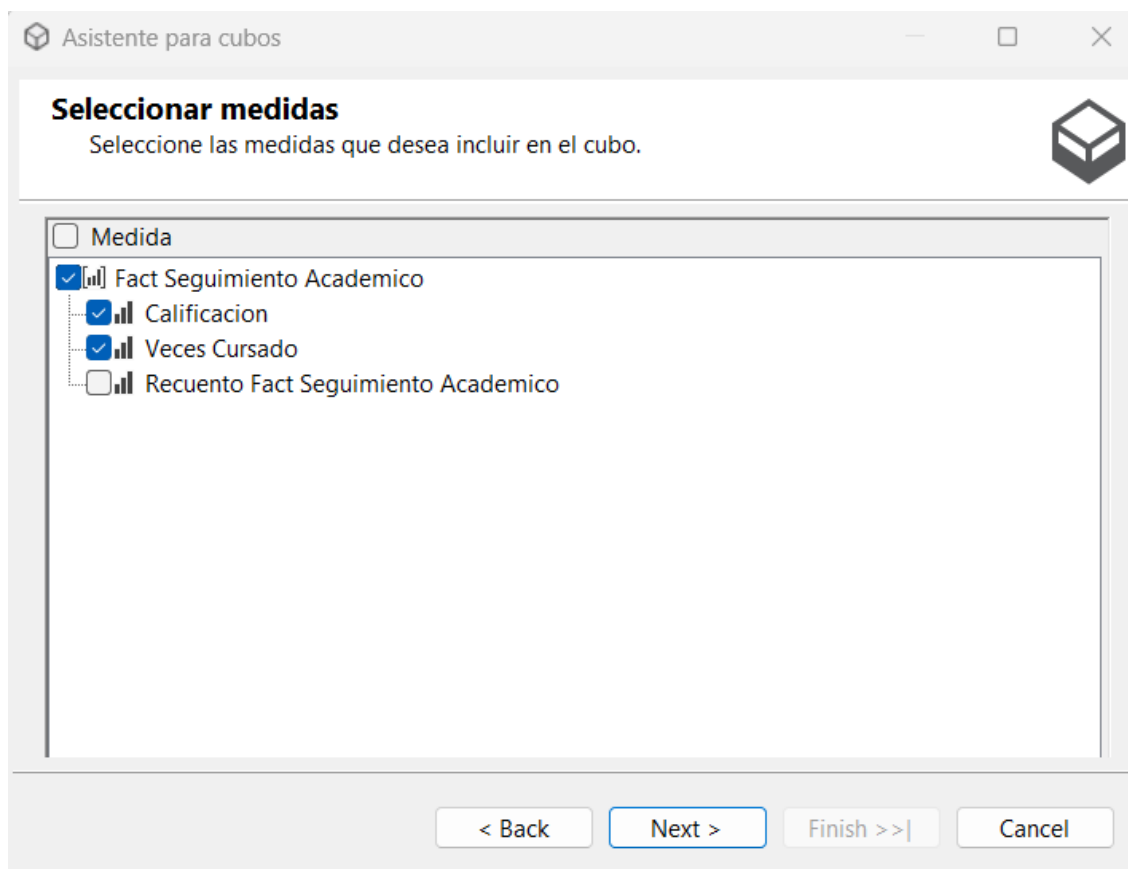 Asistente para cubos
Seleccionar medidas
Seleccione las medidas que desea incluir en el cubo.
Medida
Fact Seguimiento Academico
Calificacion
Veces Cursado
Recuento Fact Seguimiento Academico
< Back Next > Finish >>| Cancel